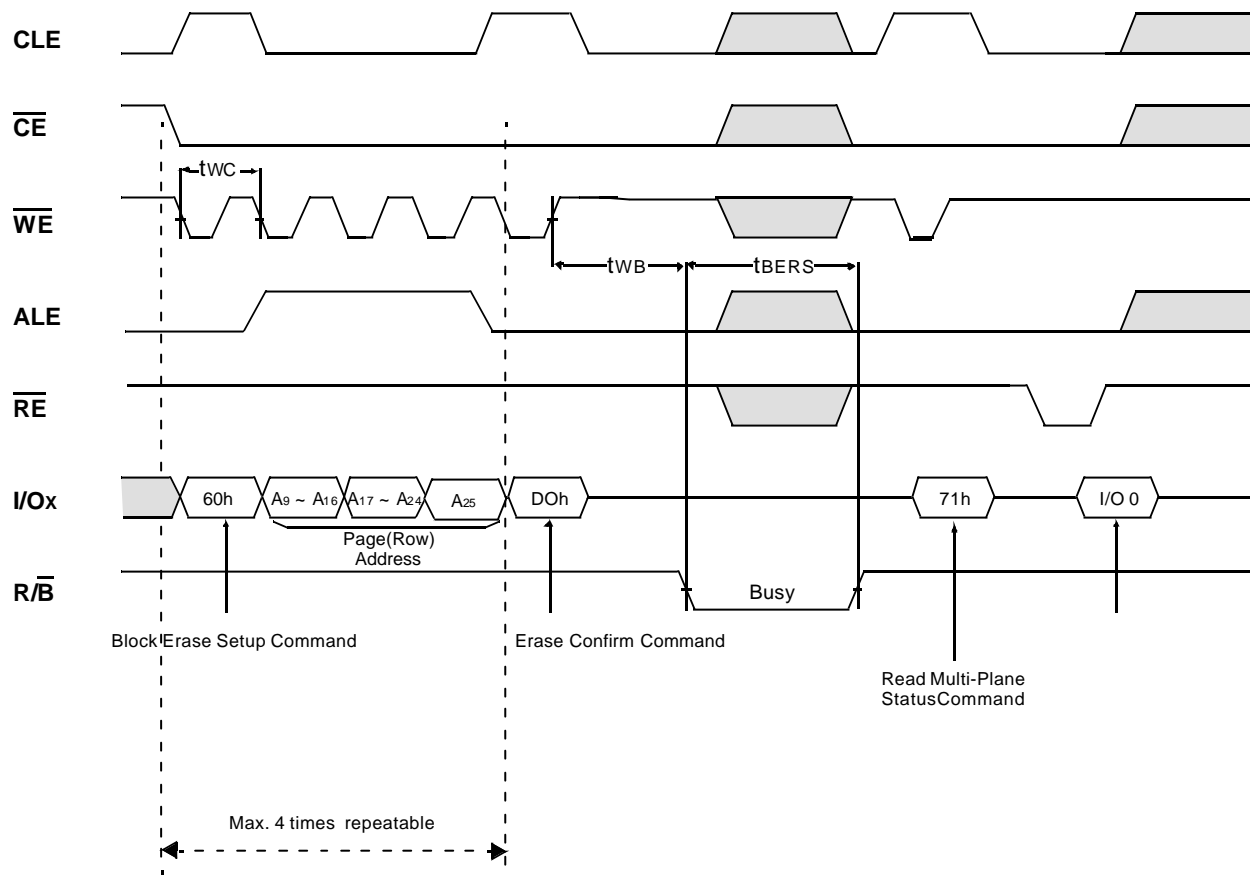 CLE
CE
tWC
WE
tWB
tBERS
ALE
RE
I/Ox
60h
A9 ~ A16
A17 ~ A24
A25
DOh
71h
I/O 0
Page(Row)
Address
R/B
Busy
Block Erase Setup Command
Erase Confirm Command
Read Multi-Plane
StatusCommand
Max. 4 times repeatable